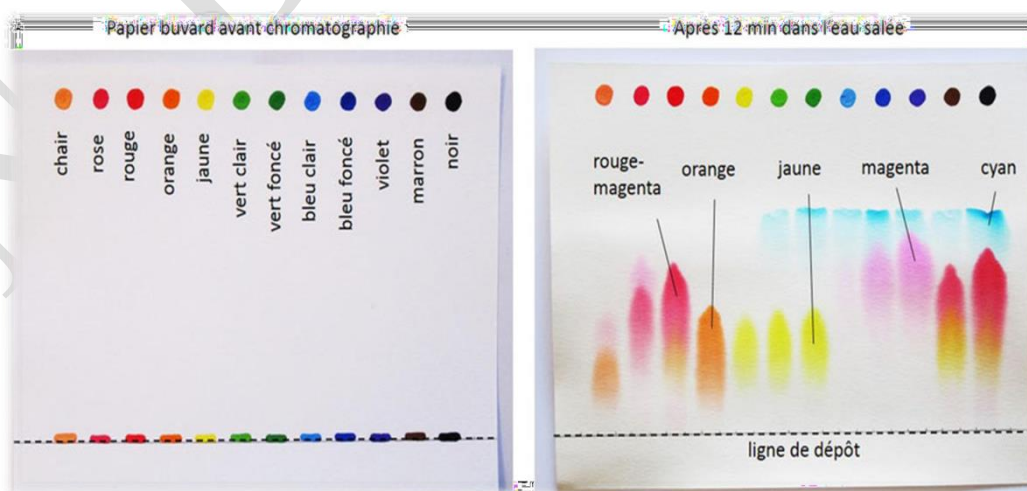 Papier buvard avant chromatographie
Après 12 min dans l'eau salée
chair
rose
rouge
orange
jaune
vert clair
vert foncé
bleu clair
bleu foncé
violet
marron
noir
rouge-
magenta
orange
jaune
magenta
cyan
ligne de dépôt